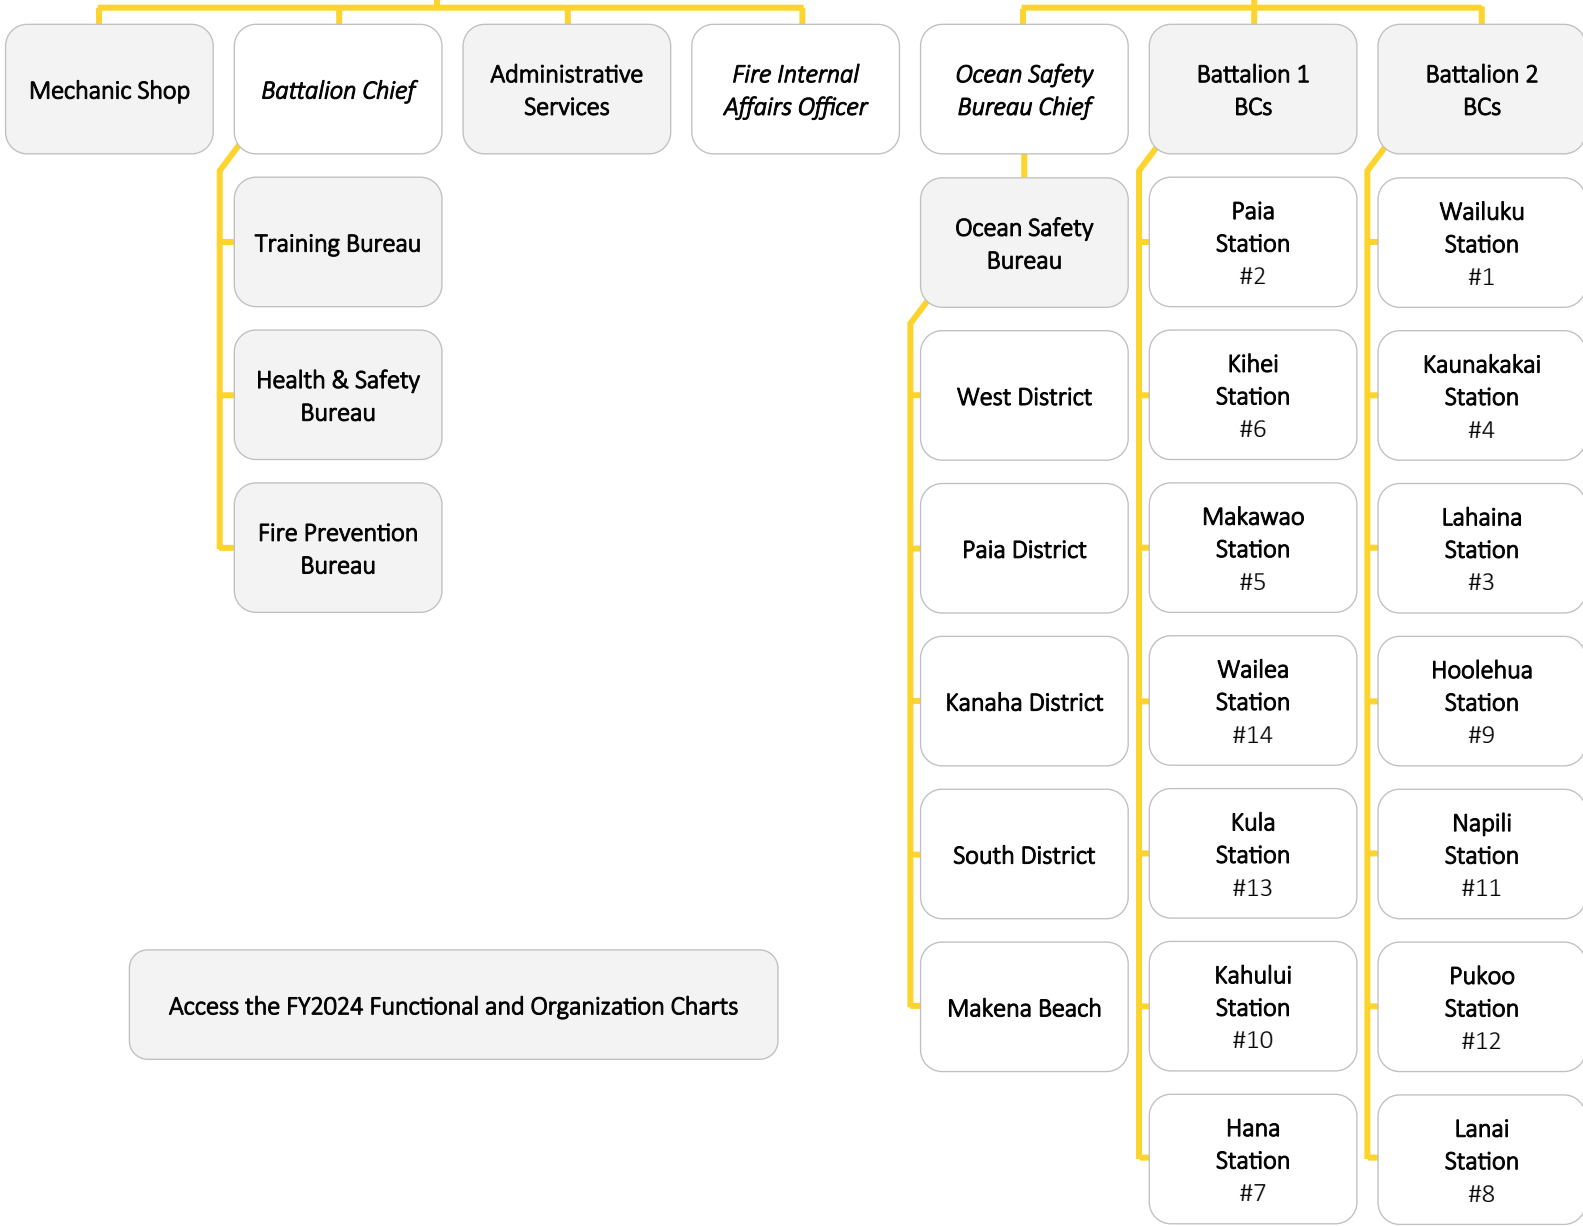 Mechanic Shop
Battalion Chief
Administrative
Services
Fire Internal
Affairs Officer
Ocean Safety
Bureau Chief
Battalion 1
BCs
Battalion 2
BCs
Training Bureau
Health & Safety
Bureau
Fire Prevention
Bureau
Ocean Safety
Bureau
West District
Paia District
Kanaha District
South District
Makena Beach
Paia
Station
#2
Kihei
Station
#6
Makawao
Station
#5
Wailea
Station
#14
Kula
Station
#13
Kahului
Station
#10
Hana
Station
#7
Wailuku
Station
#1
Kaunakakai
Station
#4
Lahaina
Station
#3
Hoolehua
Station
#9
Napili
Station
#11
Pukoo
Station
#12
Lanai
Station
#8
Access the FY2024 Functional and Organization Charts